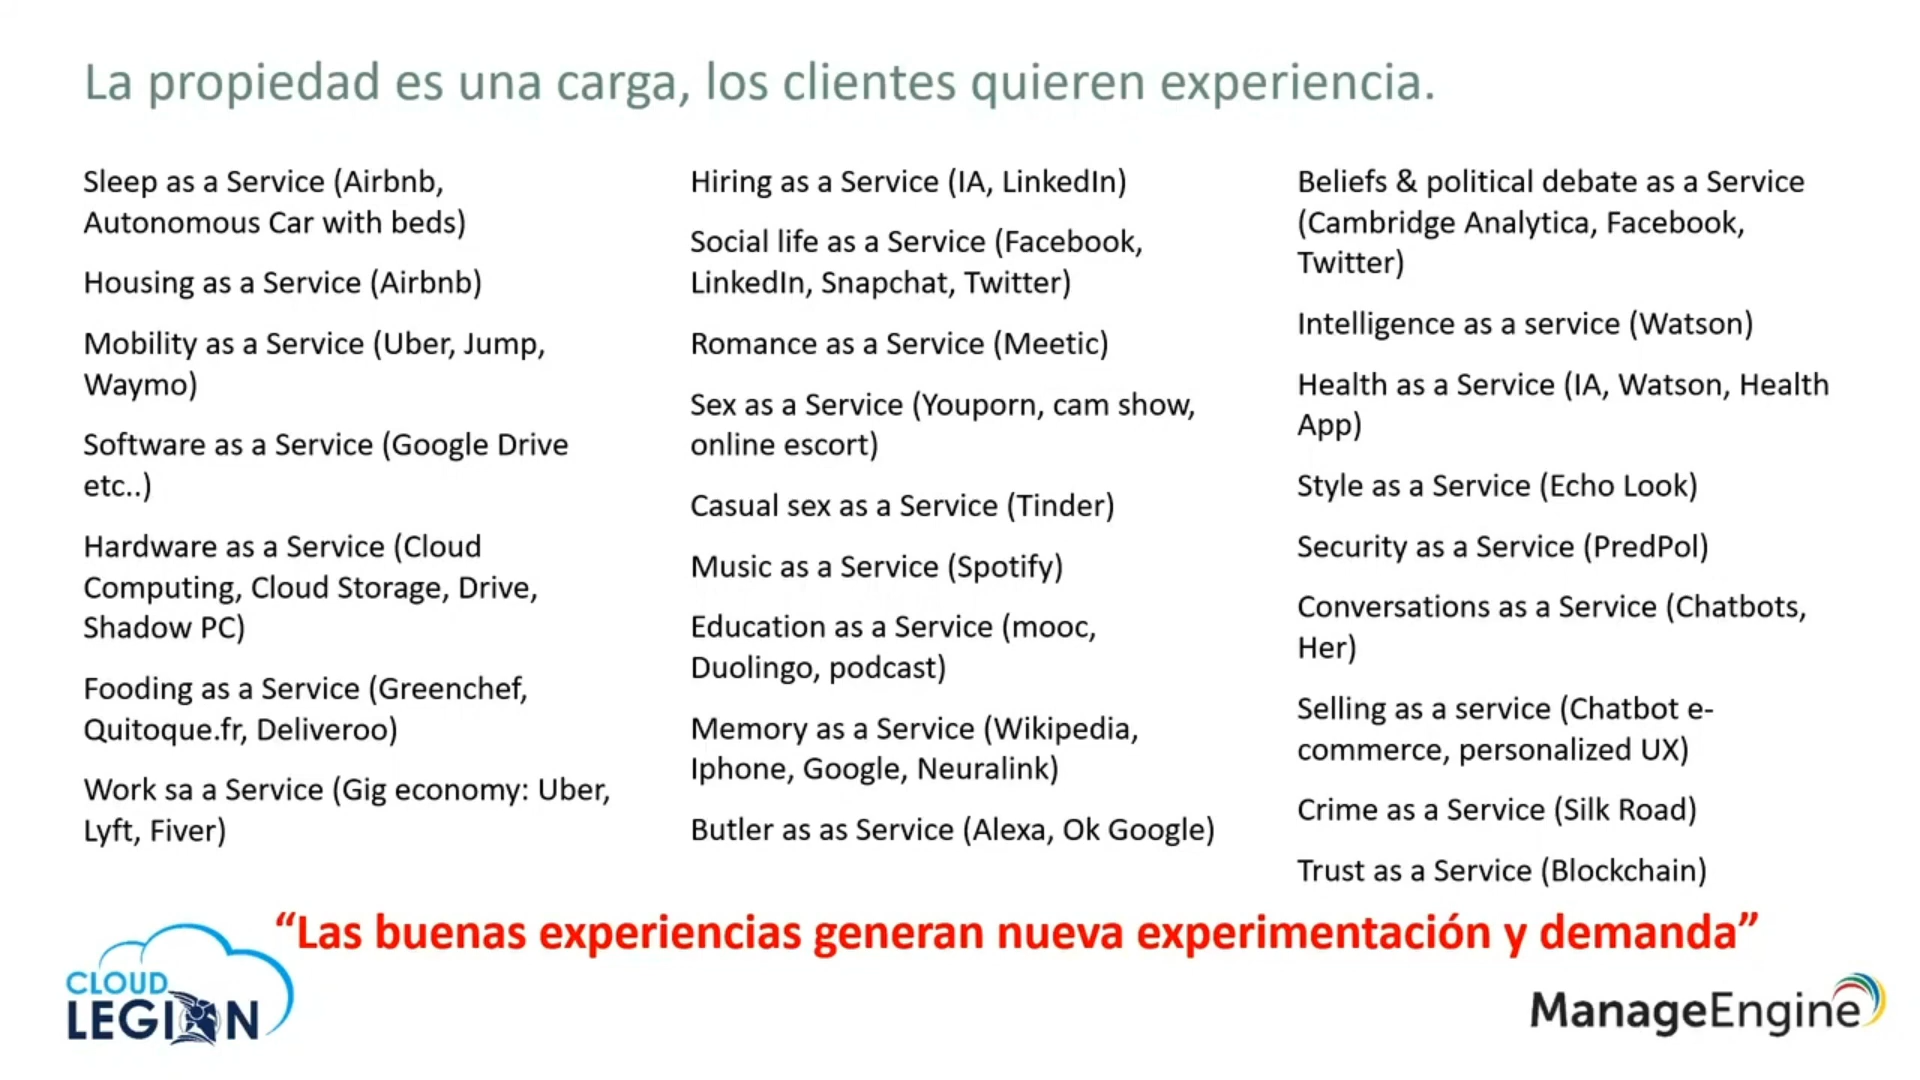 La propiedad es una carga, los clientes quieren experiencia.
Sleep as a Service (Airbnb,
Autonomous Car with beds)
Housing as a Service (Airbnb)
Mobility as a Service (Uber, Jump,
Waymo)
Software as a Service (Google Drive
etc..)
Hardware as a Service (Cloud
Computing, Cloud Storage, Drive,
Shadow PC)
Fooding as a Service (Greenchef,
Quitoque.fr, Deliveroo)
Work sa a Service (Gig economy: Uber,
Lyft, Fiver)
Hiring as a Service (IA, LinkedIn)
Social life as a Service (Facebook,
LinkedIn, Snapchat, Twitter)
Romance as a Service (Meetic)
Sex as a Service (Youporn, cam show,
online escort)
Casual sex as a Service (Tinder)
Music as a Service (Spotify)
Education as a Service (mooc,
Duolingo, podcast)
Memory as a Service (Wikipedia,
Iphone, Google, Neuralink)
Butler as as Service (Alexa, Ok Google)
Beliefs & political debate as a Service
(Cambridge Analytica, Facebook,
Twitter)
Intelligence as a service (Watson)
Health as a Service (IA, Watson, Health
App)
Style as a Service (Echo Look)
Security as a Service (PredPol)
Conversations as a Service (Chatbots,
Her)
Selling as a service (Chatbot e-
commerce, personalized UX)
Crime as a Service (Silk Road)
Trust as a Service (Blockchain)
“Las buenas experiencias generan nueva experimentación y demanda”
CLOUD
LEGION
ManageEngine